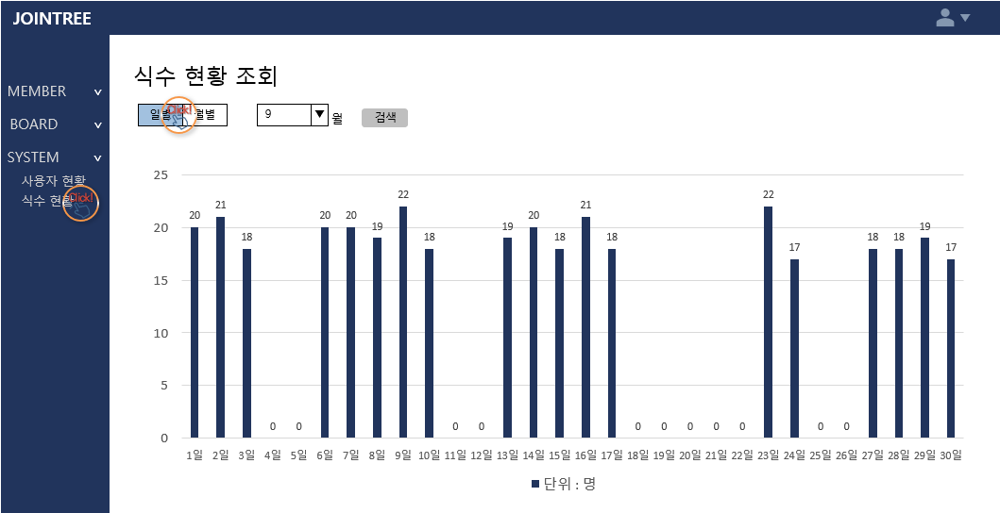 JOINTREE
MEMBER
BOARD
SYSTEM
사용자 현황
식수 현황
Click!
식수 현황 조회
일별 월별
Click!
9 월 검색
25
20
15
10
5
0
20 21 18 0 0 20 20 19 22 18 0 0 19 20 18 21 18 0 0 0 0 0 22 17 0 0 18 18 19 17
1일 2일 3일 4일 5일 6일 7일 8일 9일 10일 11일 12일 13일 14일 15일 16일 17일 18일 19일 20일 21일 22일 23일 24일 25일 26일 27일 28일 29일 30일
단위 : 명